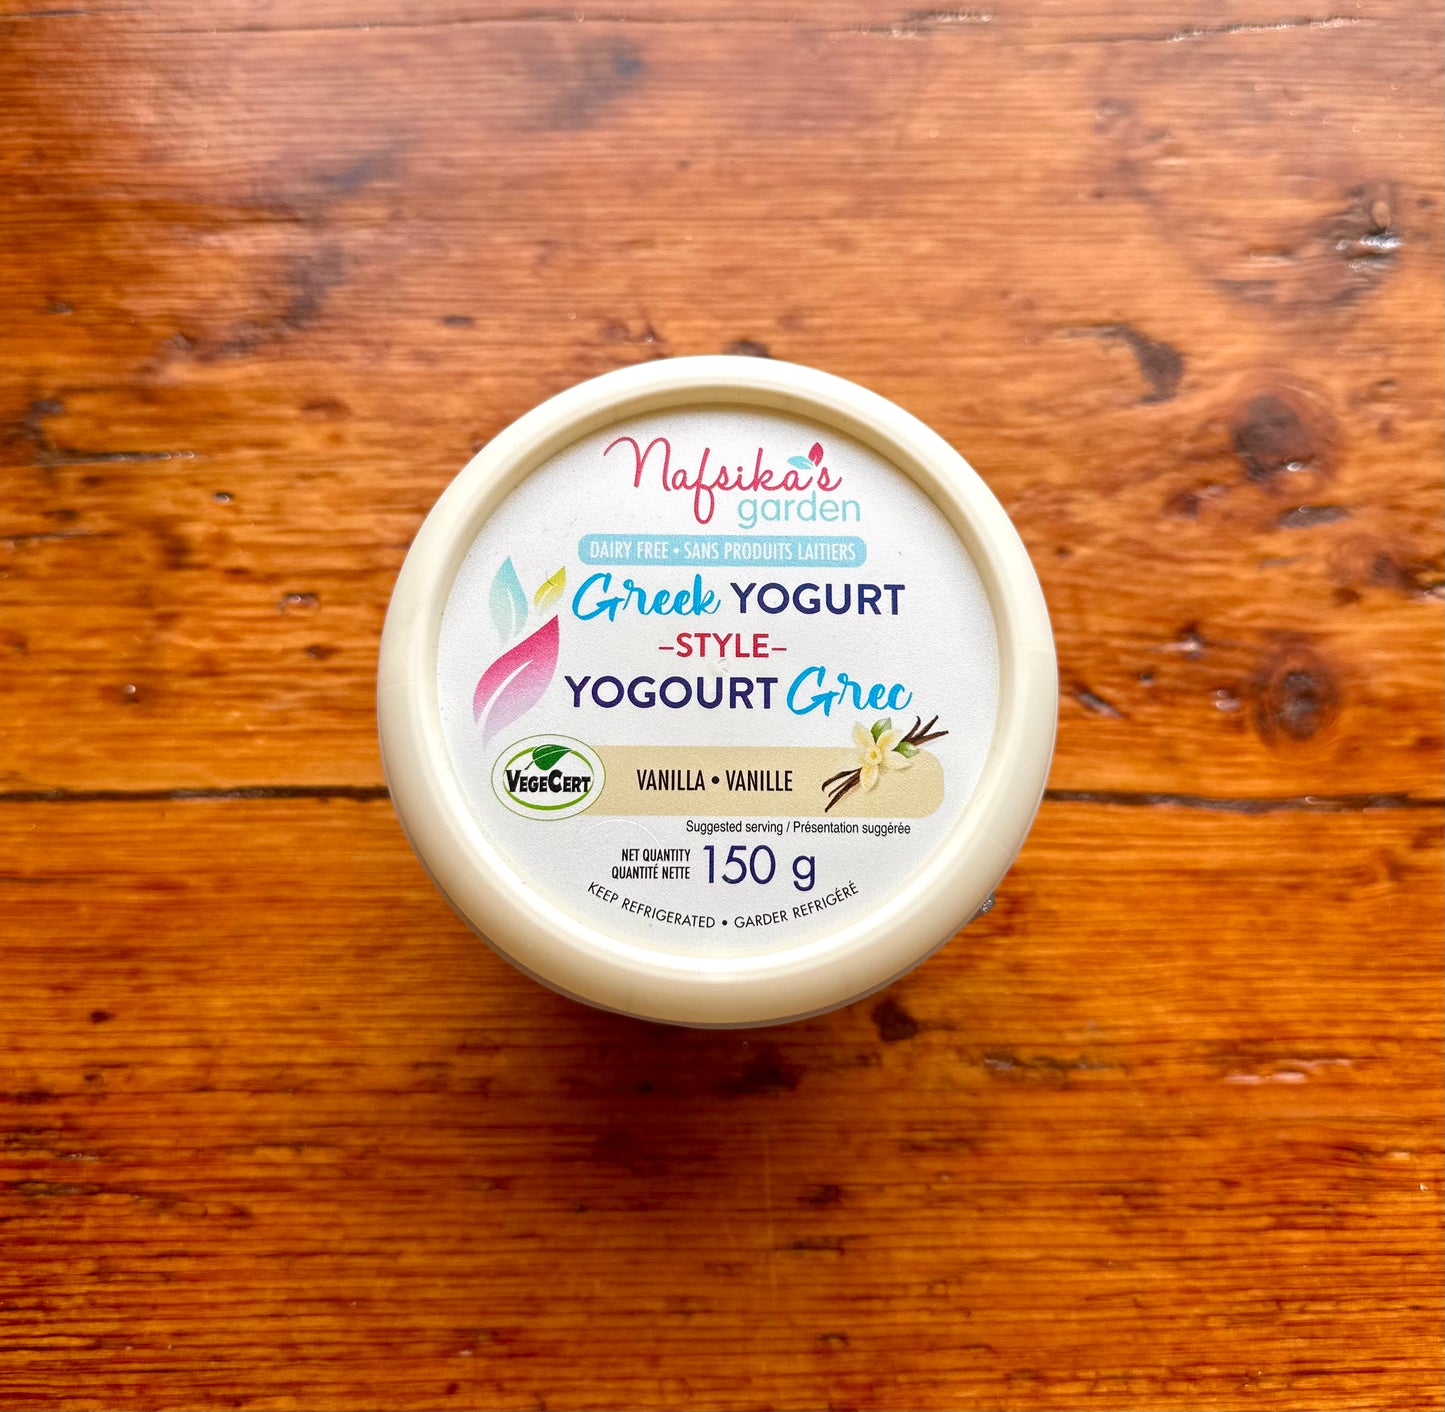 Nafsika's
garden
DAIRY FREE • SANS PRODUITS LAITIERS
Greek YOGURT
–STYLE–
YOGOURT Grec
VEGECERT
VANILLA • VANILLE
Suggested serving / Présentation suggérée
NET QUANTITY
QUANTITÉ NETTE
150 g
KEEP REFRIGERATED • GARDER REFRIGÉRÉ